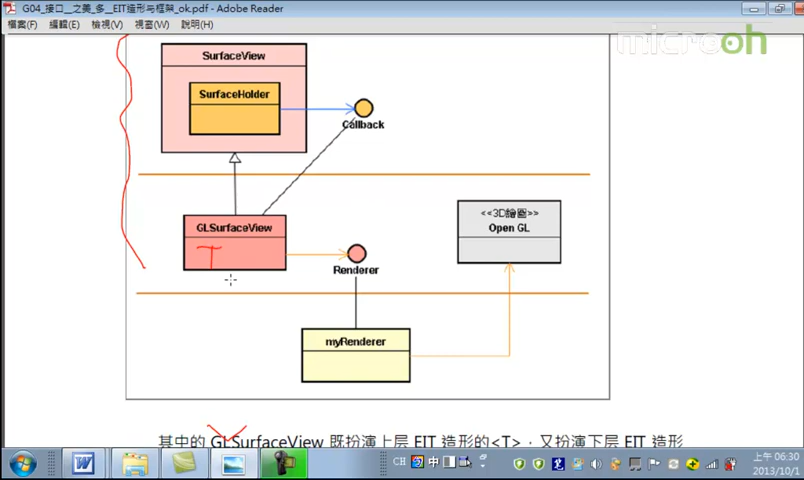 G04_接口__之美_多__EIT造形与框架_ok.pdf - Adobe Reader
檔案(F) 編輯(E) 檢視(V) 視窗(W) 說明(H)
microoh
SurfaceView
SurfaceHolder
Callback
GLSurfaceView
T
Renderer
<<3D繪圖>>
Open GL
myRenderer
其中的 GLSurfaceView 既扮演上层 EIT 造形的<T>，又扮演下层 EIT 造形
CH 中
上午 06:30
2013/10/1